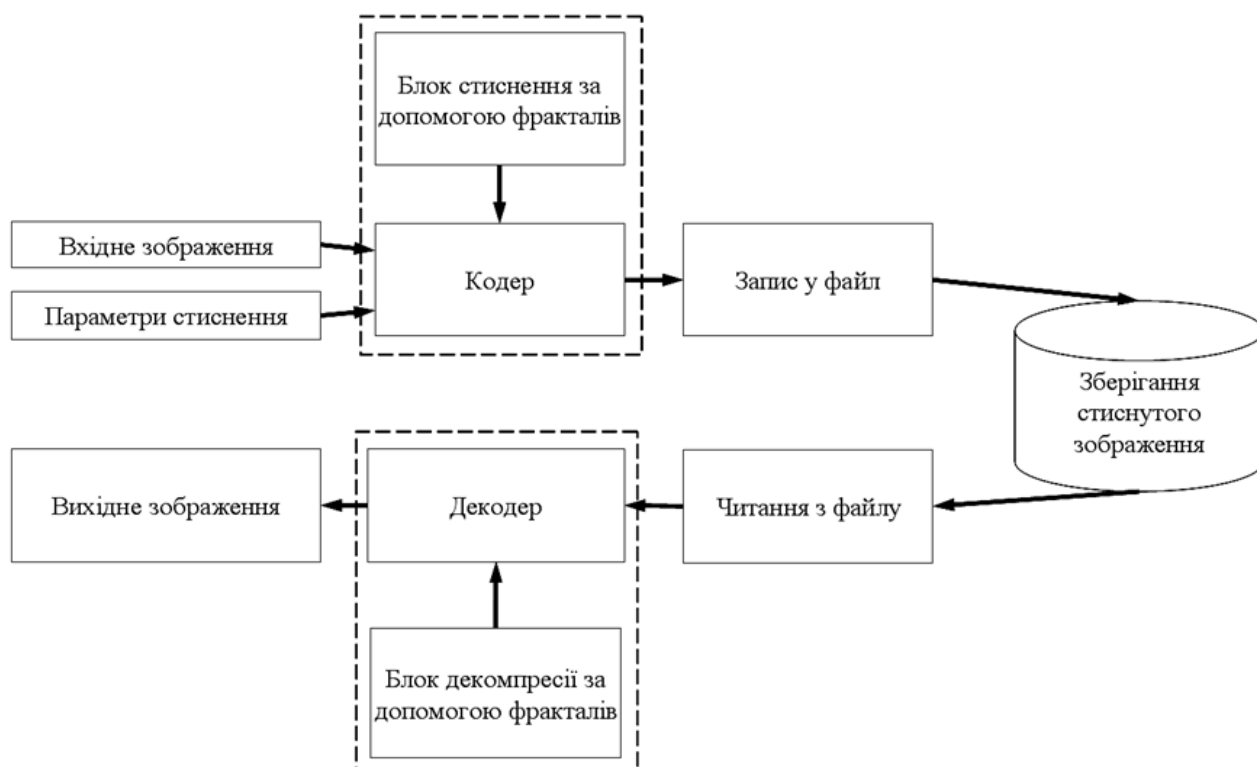 Блок стиснення за
допомогою фракталів
Вхідне зображення
Параметри стиснення
Кодер
Запис у файл
Зберігання
стиснутого
зображення
Вихідне зображення
Декодер
Читання з файлу
Блок декомпресії за
допомогою фракталів